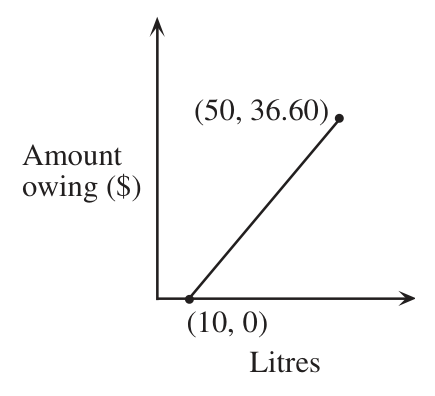 (50, 36.60)
Amount
owing ($)
(10, 0)
Litres